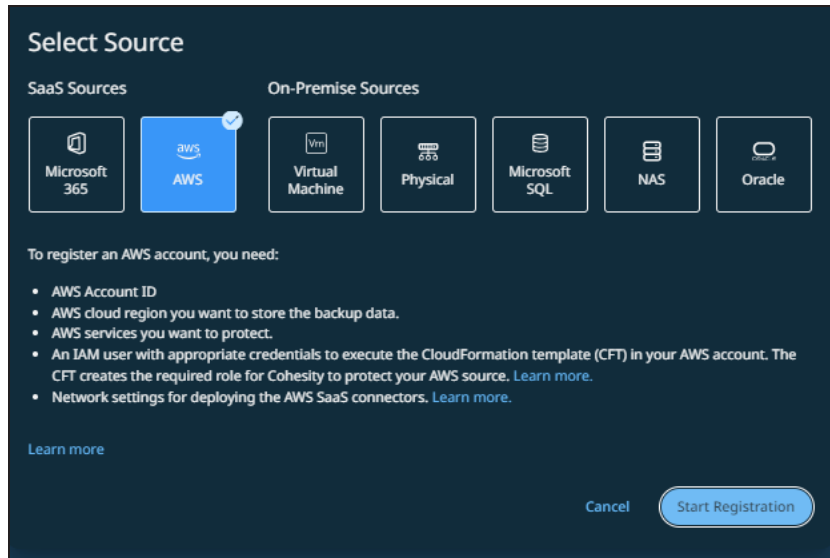 Select Source
SaaS Sources
On-Premise Sources
Microsoft
365
aws
AWS
Vm
Virtual
Machine
Physical
Microsoft
SQL
NAS
Oracle
To register an AWS account, you need:
• AWS Account ID
• AWS cloud region you want to store the backup data.
• AWS services you want to protect.
• An IAM user with appropriate credentials to execute the CloudFormation template (CFT) in your AWS account. The
CFT creates the required role for Cohesity to protect your AWS source. Learn more.
• Network settings for deploying the AWS SaaS connectors. Learn more.
Learn more
Cancel
Start Registration